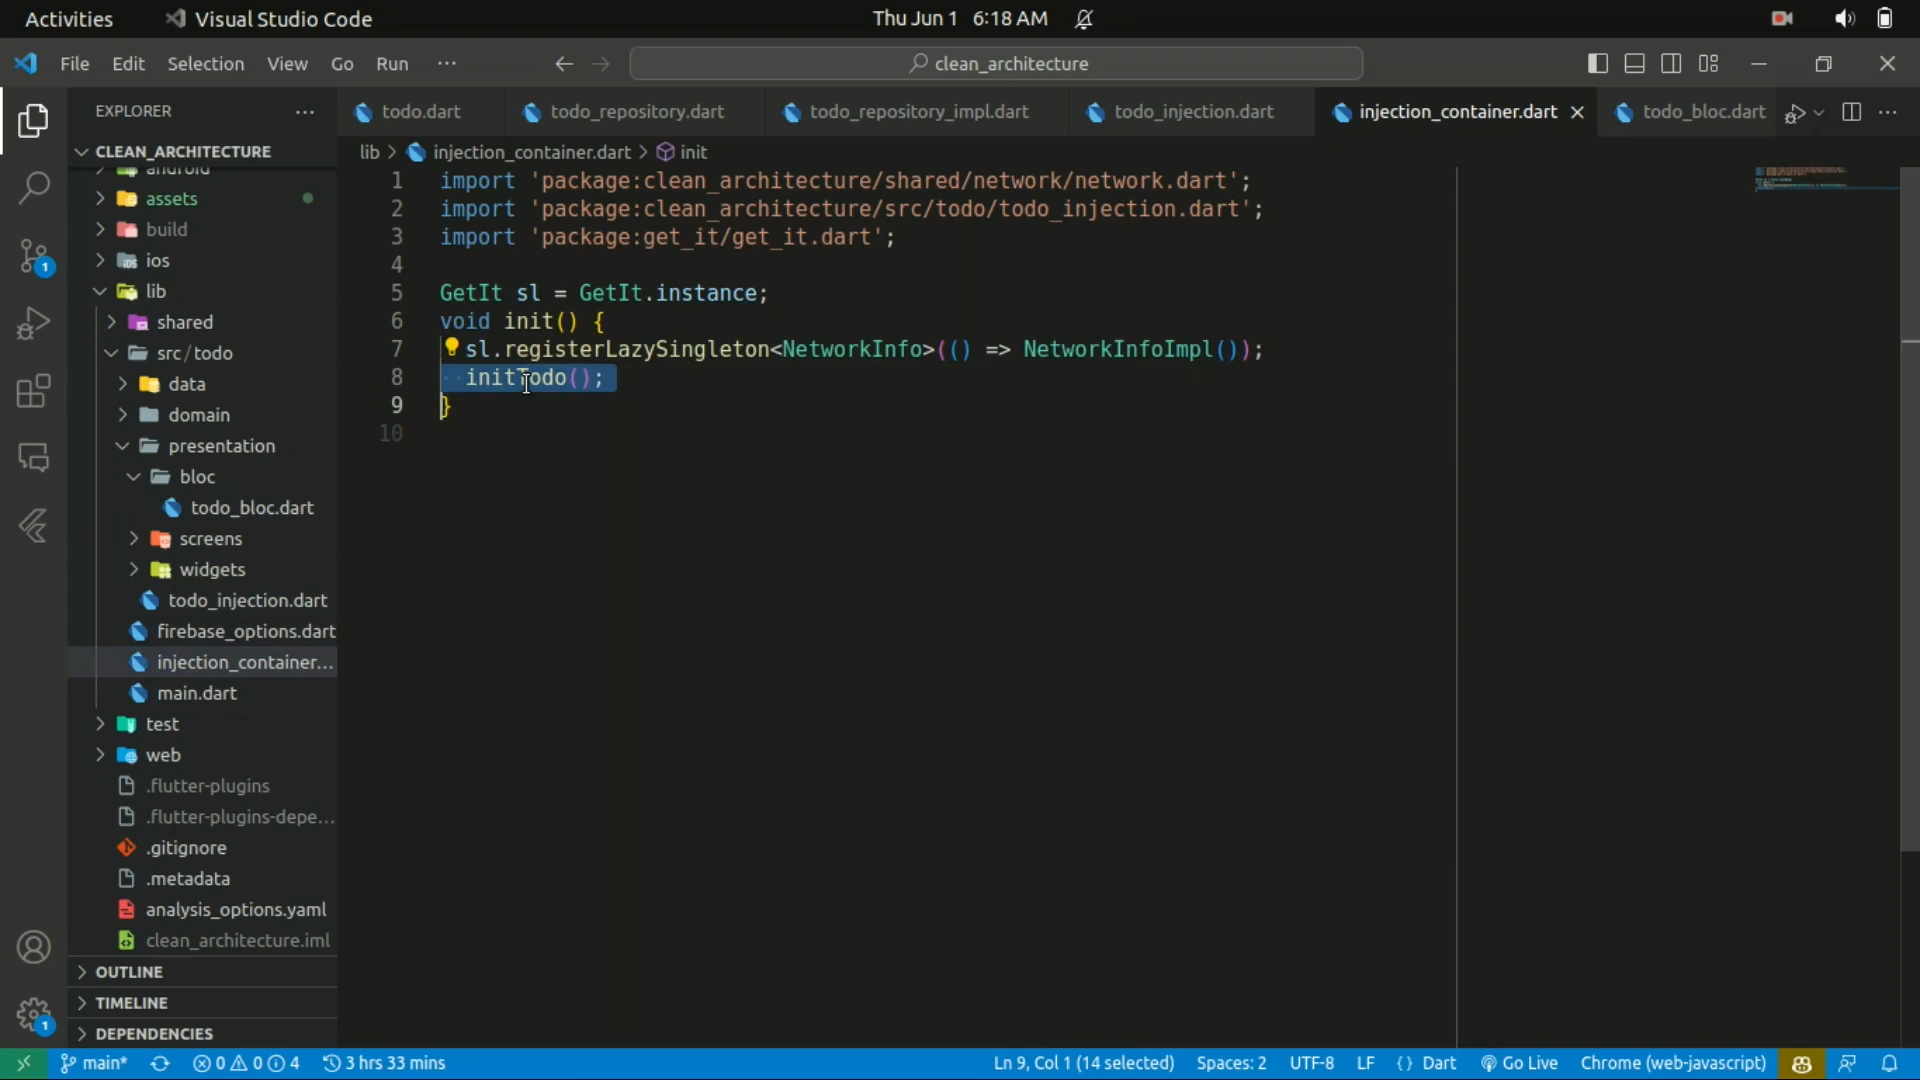 Activities Visual Studio Code Thu Jun 1 6:18 AM
File Edit Selection View Go Run ··· clean_architecture
EXPLORER ···
todo.dart todo_repository.dart todo_repository_impl.dart todo_injection.dart injection_container.dart todo_bloc.dart ···
CLEAN_ARCHITECTURE
lib > injection_container.dart > init
android
assets
build
ios
lib
shared
src/todo
data
domain
presentation
bloc
todo_bloc.dart
screens
widgets
todo_injection.dart
firebase_options.dart
injection_container...
main.dart
test
web
.flutter-plugins
.flutter-plugins-depe...
.gitignore
.metadata
analysis_options.yaml
clean_architecture.iml
OUTLINE
TIMELINE
DEPENDENCIES
1
1
1 import 'package:clean_architecture/shared/network/network.dart';
2 import 'package:clean_architecture/src/todo/todo_injection.dart';
3 import 'package:get_it/get_it.dart';
4
5 GetIt sl = GetIt.instance;
6 void init() {
7 sl.registerLazySingleton<NetworkInfo>(() => NetworkInfoImpl());
8 initTodo();
9 }
10
main* 0 0 4 3 hrs 33 mins Ln 9, Col 1 (14 selected) Spaces: 2 UTF-8 LF {} Dart Go Live Chrome (web-javascript)